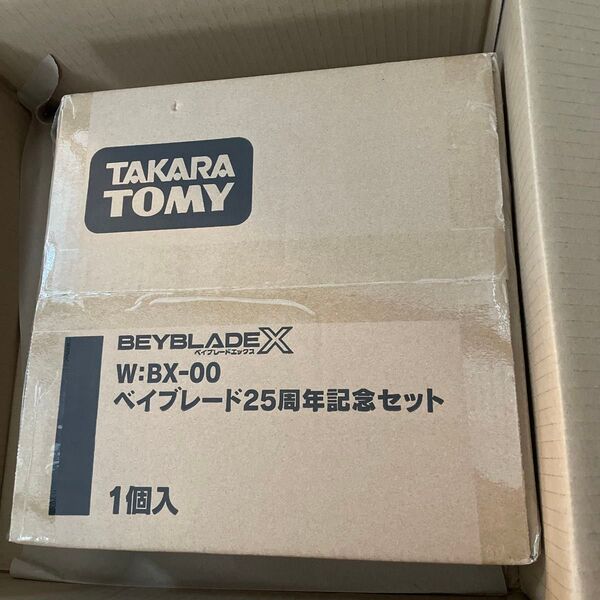 TAKARA
TOMY
BEYBLADE X
ベイブレードエックス
W:BX-00
ベイブレード25周年記念セット
1個入